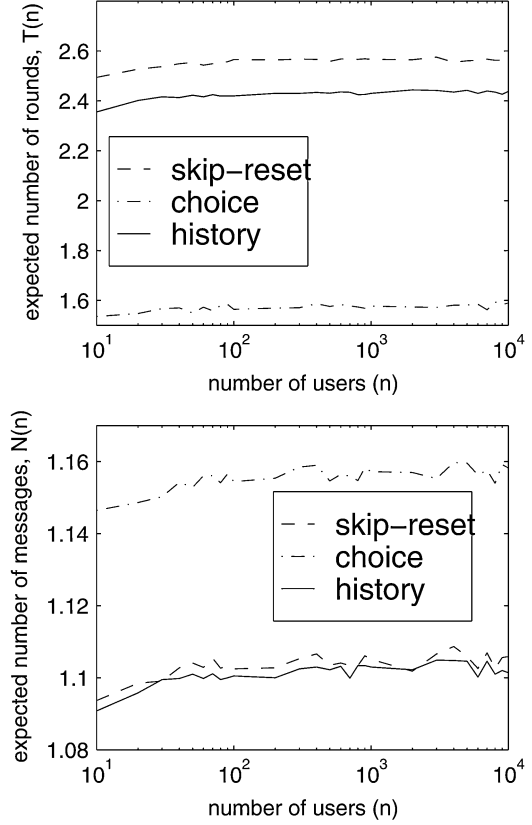 expected number of rounds, T(n)
2.6
2.4
2.2
2
1.8
1.6
skip−reset
choice
history
10^1
10^2
10^3
10^4
number of users (n)
expected number of messages, N(n)
1.16
1.14
1.12
1.1
1.08
skip−reset
choice
history
10^1
10^2
10^3
10^4
number of users (n)